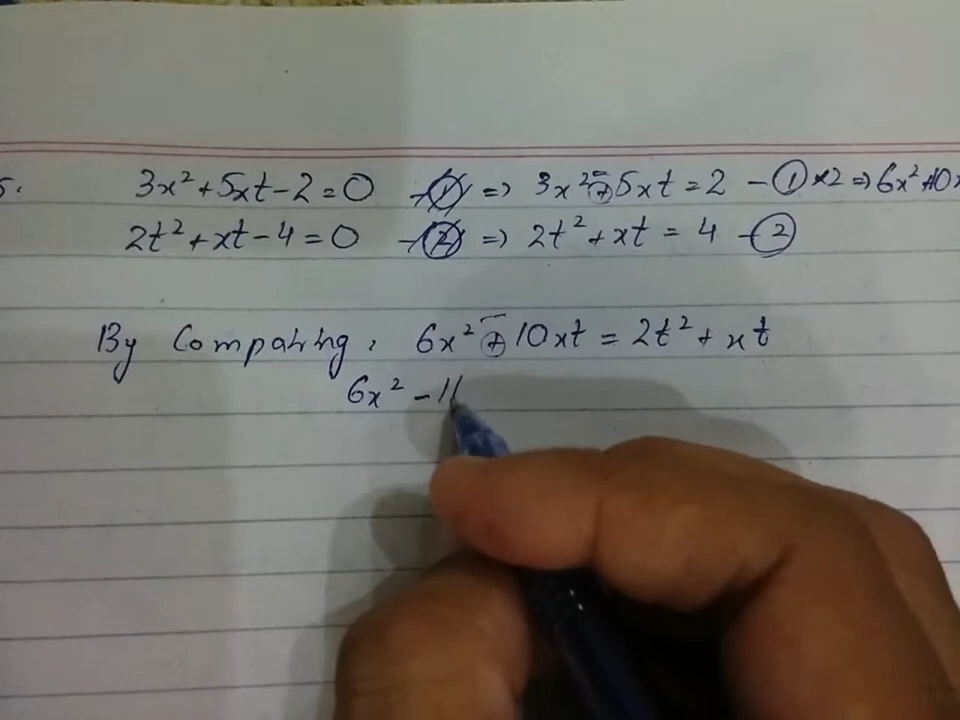 5. 3x² + 5xt - 2 = 0 - (1) => 3x² - 5xt = 2 - (1) × 2 => 6x² + 10x
2t² + xt - 4 = 0 - (2) => 2t² + xt = 4 - (2)
By Comparing, 6x² - 10xt = 2t² + xt
6x² - 11